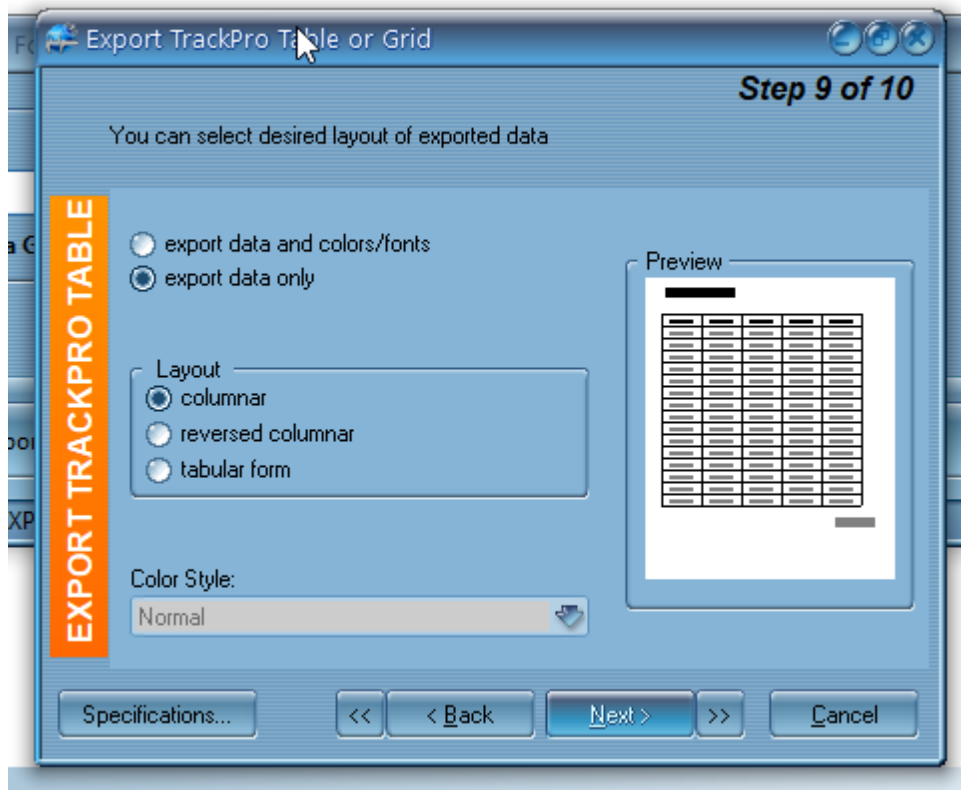 Export TrackPro Table or Grid
Step 9 of 10
You can select desired layout of exported data
EXPORT TRACKPRO TABLE
export data and colors/fonts
export data only
Layout
columnar
reversed columnar
tabular form
Preview
Color Style:
Normal
Specifications...
<<
< Back
Next >
>>
Cancel